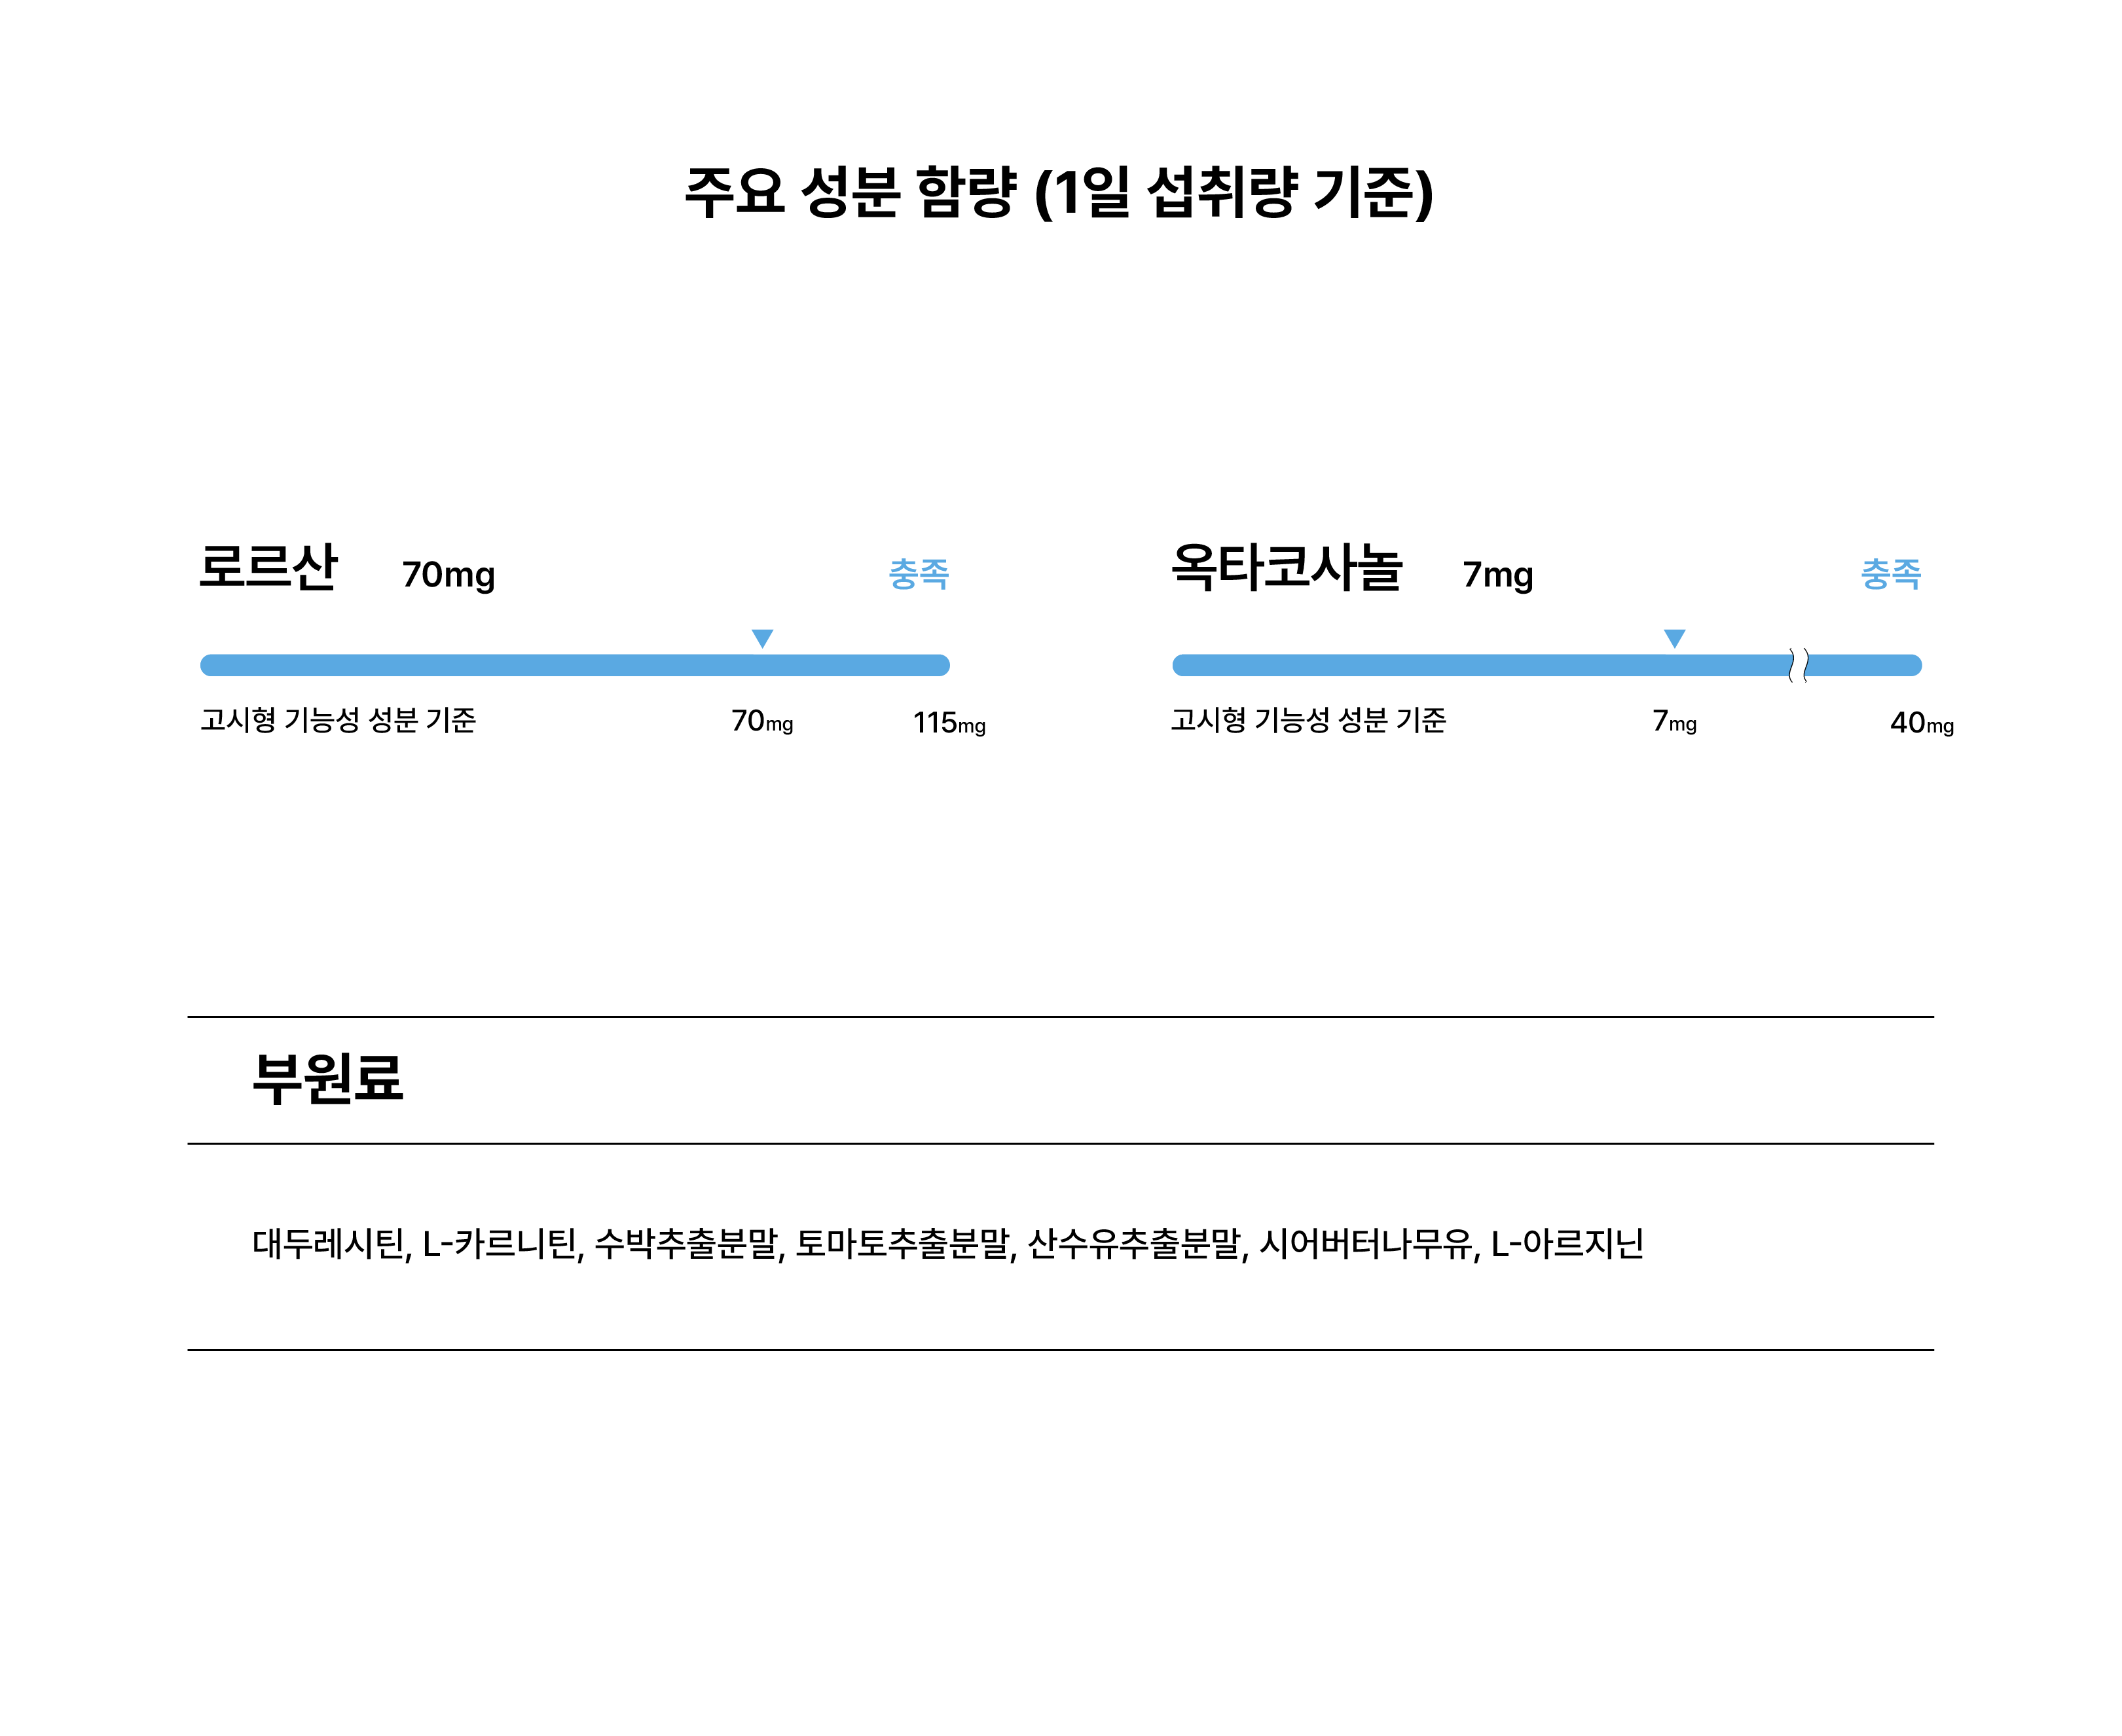 주요 성분 함량 (1일 섭취량 기준)
로르산 70mg 충족
고시형 기능성 성분 기준 70mg 115mg
옥타코사놀 7mg 충족
고시형 기능성 성분 기준 7mg 40mg
부원료
대두레시틴, L-카르니틴, 수박추출분말, 토마토추출분말, 산수유추출분말, 시어버터나무유, L-아르지닌